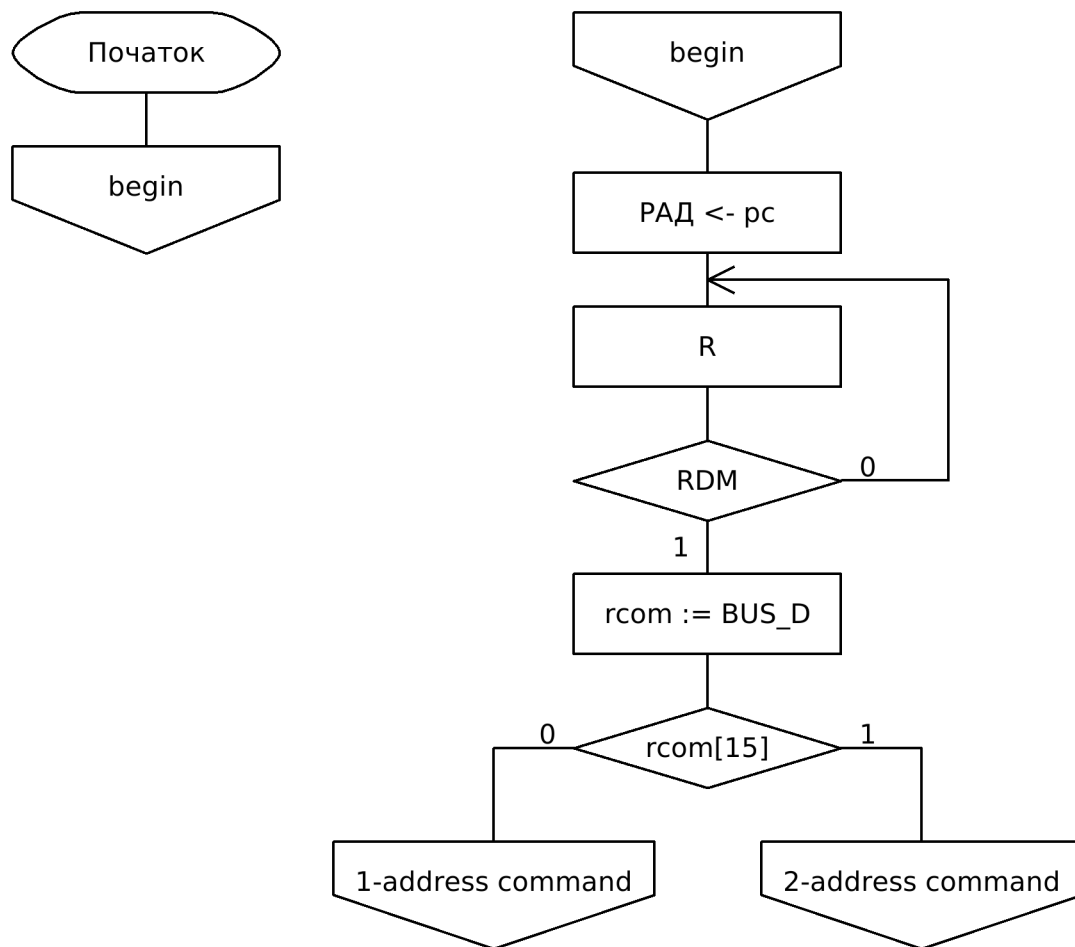 Початок
begin
begin
РАД <- pc
R
RDM
0
1
rcom := BUS_D
0
rcom[15]
1
1-address command
2-address command